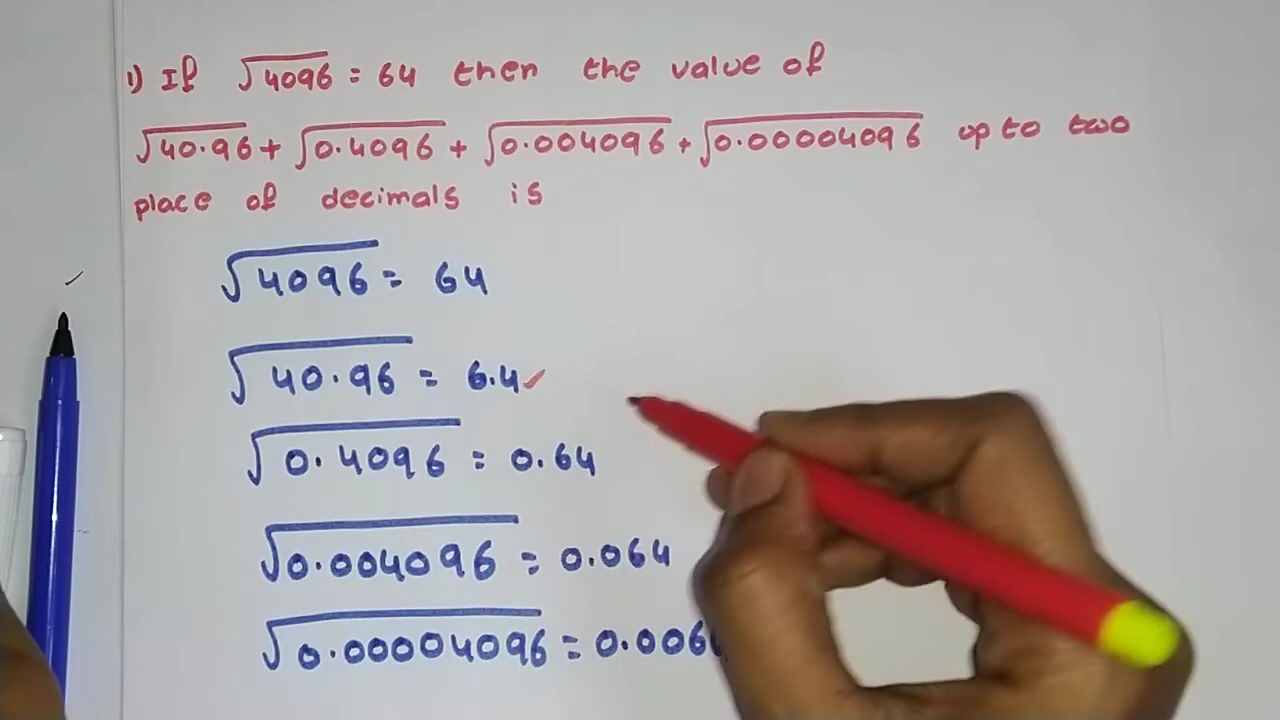 1) If √4096 = 64 then the value of
√40.96 + √0.4096 + √0.004096 + √0.00004096 up to two
place of decimals is
√4096 = 64
√40.96 = 6.4✓
√0.4096 = 0.64
√0.004096 = 0.064
√0.00004096 =